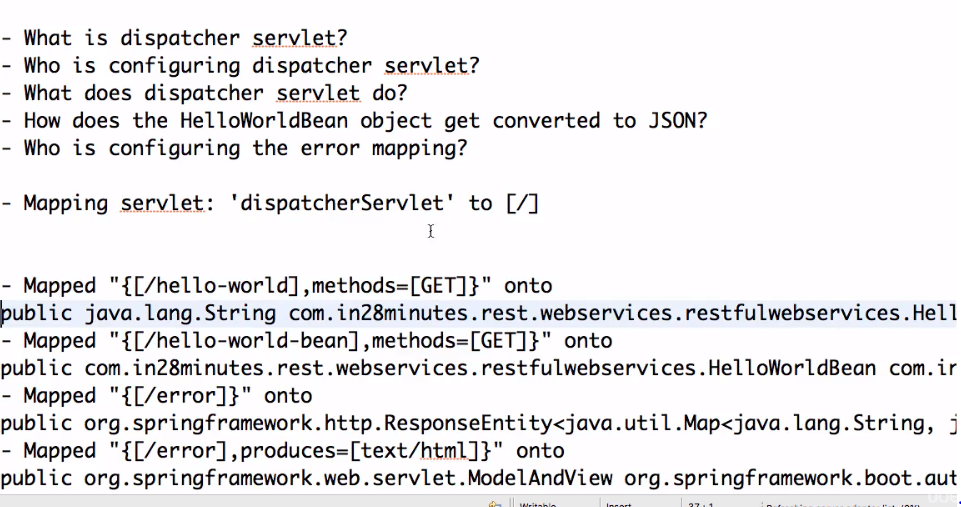 - What is dispatcher servlet?
- Who is configuring dispatcher servlet?
- What does dispatcher servlet do?
- How does the HelloWorldBean object get converted to JSON?
- Who is configuring the error mapping?
- Mapping servlet: 'dispatcherServlet' to [/]
- Mapped "{[/hello-world],methods=[GET]}" onto
public java.lang.String com.in28minutes.rest.webservices.restfulwebservices.Hell
- Mapped "{[/hello-world-bean],methods=[GET]}" onto
public com.in28minutes.rest.webservices.restfulwebservices.HelloWorldBean com.in
- Mapped "{[/error]}" onto
public org.springframework.http.ResponseEntity<java.util.Map<java.lang.String, j
- Mapped "{[/error],produces=[text/html]}" onto
public org.springframework.web.servlet.ModelAndView org.springframework.boot.aut
Writable Insert 37 : 1